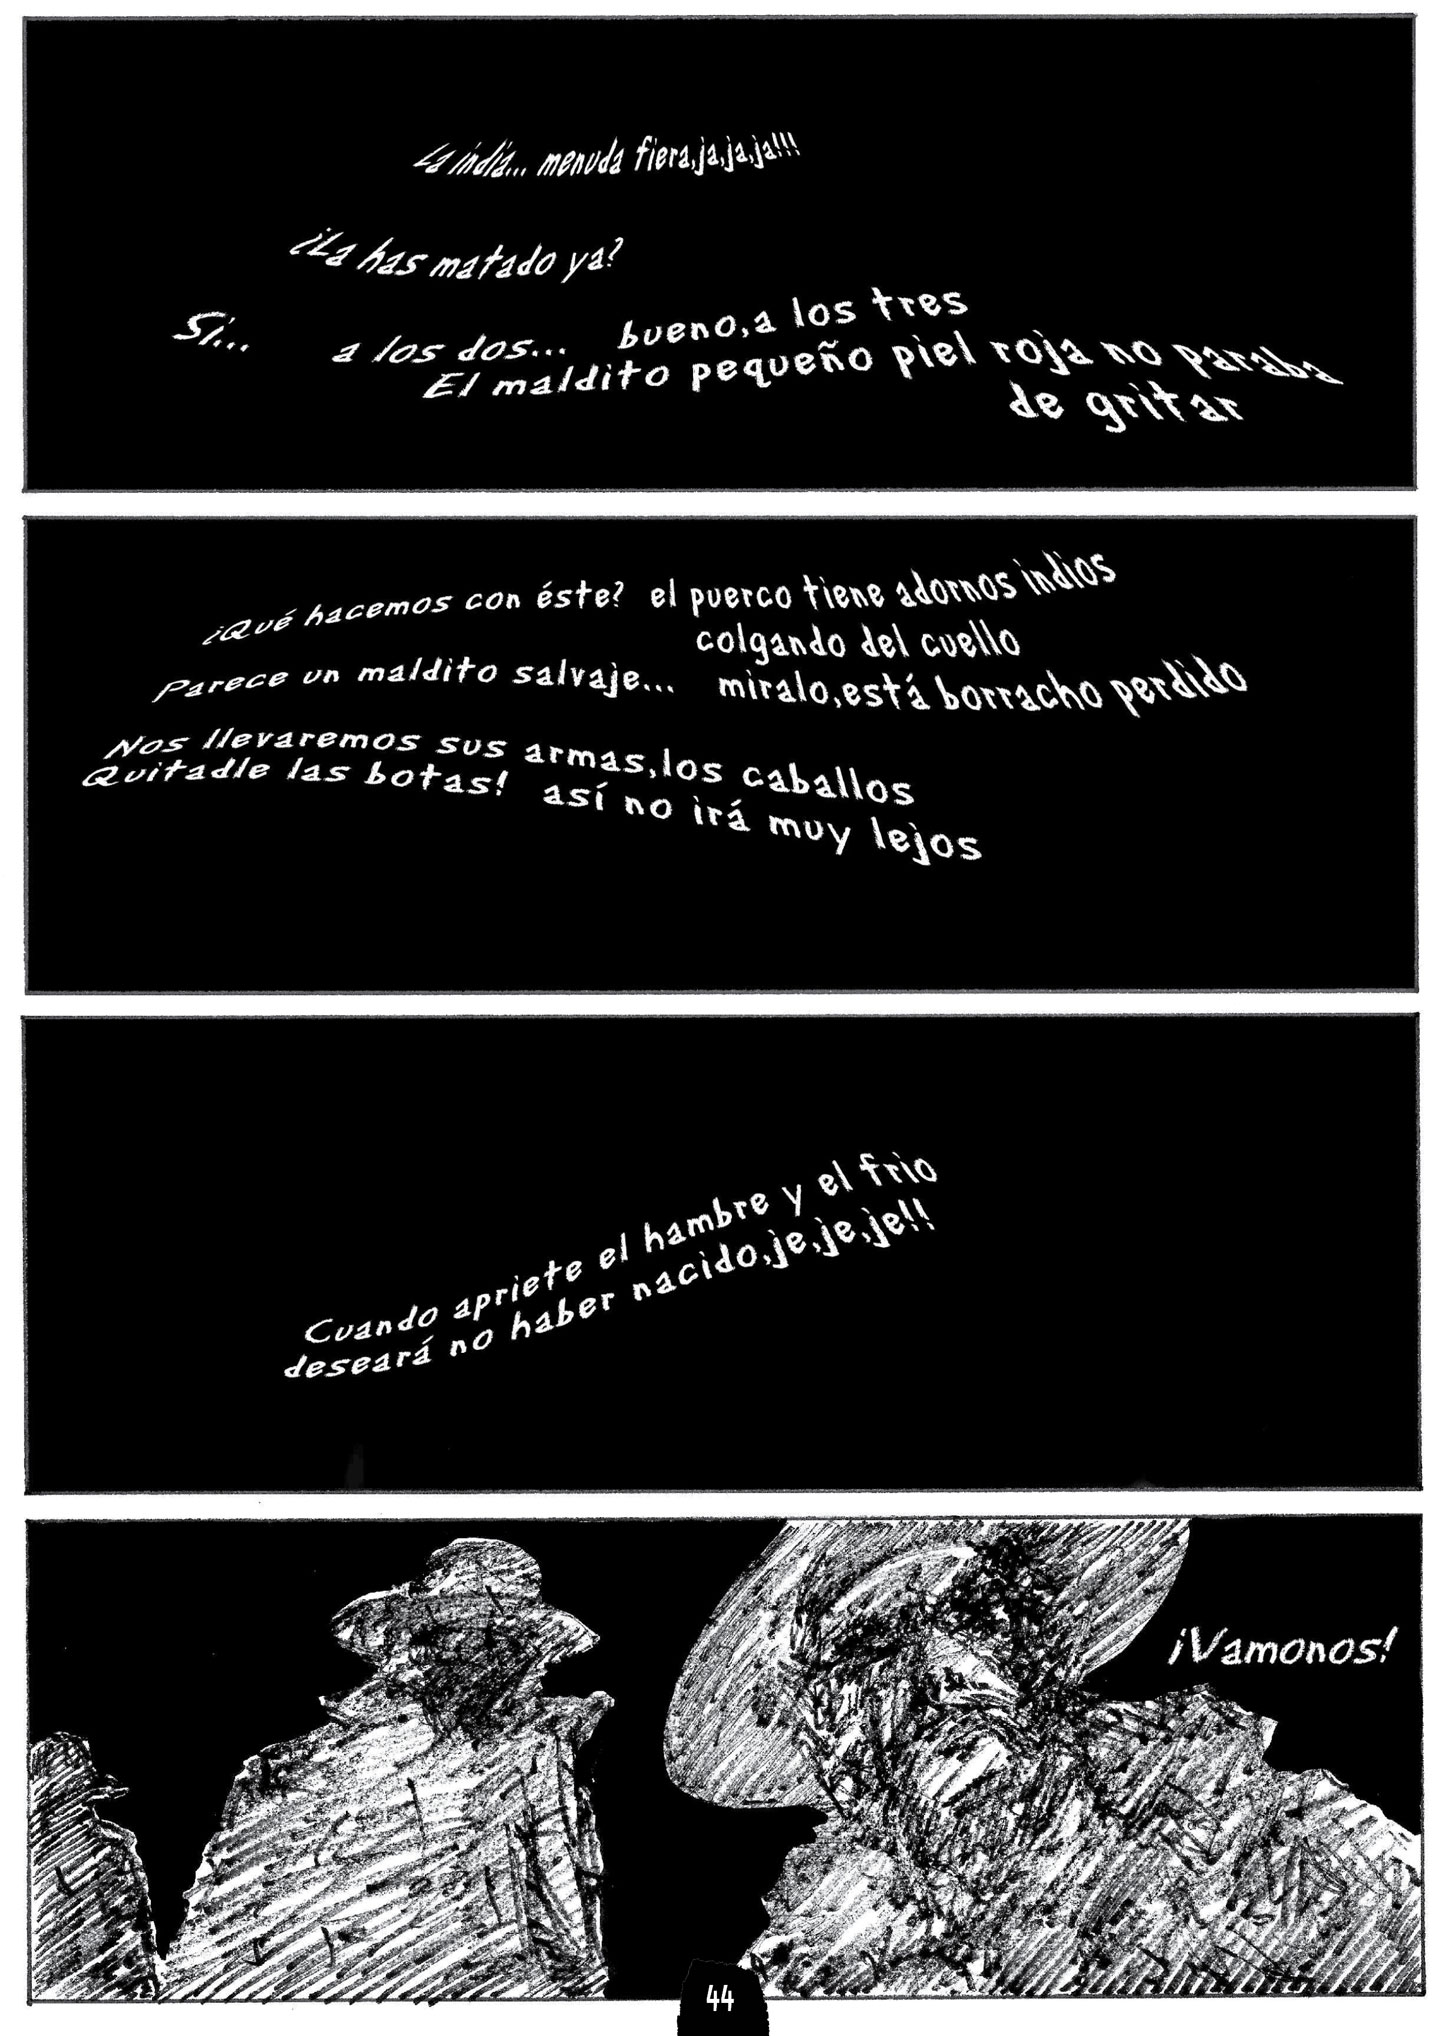 La india... menuda fiera,ja,ja,ja!!!
¿La has matado ya?
Si... a los dos... bueno,a los tres
El maldito pequeño piel roja no paraba
de gritar
¿Qué hacemos con éste? el puerco tiene adornos indios
colgando del cuello
Parece un maldito salvaje... miralo,está borracho perdido
Nos llevaremos sus armas,los caballos
Quitadle las botas! así no irá muy lejos
Cuando apriete el hambre y el frio
deseará no haber nacido,je,je,je!!
¡Vamonos!
44